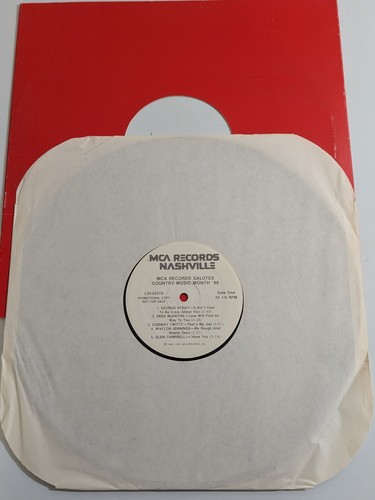 MCA RECORDS
NASHVILLE
MCA RECORDS SALUTES
COUNTRY-MUSIC-MONTH '88
Side One
PROMOTIONAL COPY
NOT FOR SALE
33 1/3 RPM
1. GEORGE STRAIT—If Ain't Cool
To Be Crazy About You
2. REBA McENTIRE—Love Will Find Its
Way To You
3. CONWAY TWITTY—That's My Job
4. WAYLON JENNINGS—My Rough And
Rowdy Days
5. GLEN CAMPBELL—I Have You